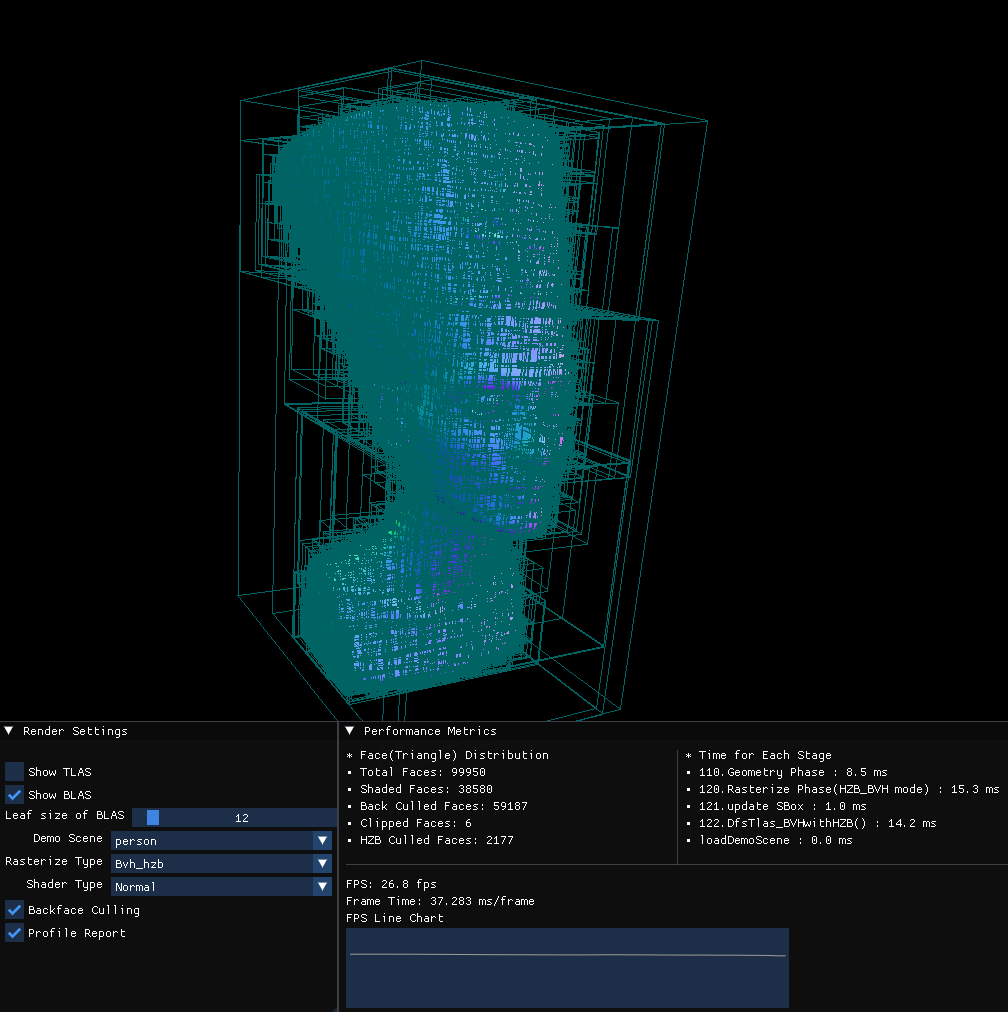 Render Settings
Show TLAS
Show BLAS
Leaf size of BLAS 12
Demo Scene person
Rasterize Type Bvh_hzb
Shader Type Normal
Backface Culling
Profile Report
Performance Metrics
* Face(Triangle) Distribution
• Total Faces: 99950
• Shaded Faces: 38580
• Back Culled Faces: 59187
• Clipped Faces: 6
• HZB Culled Faces: 2177
* Time for Each Stage
• 110.Geometry Phase : 8.5 ms
• 120.Rasterize Phase(HZB_BVH mode) : 15.3 ms
• 121.update SBox : 1.0 ms
• 122.DfsTlas_BVHwithHZB() : 14.2 ms
• loadDemoScene : 0.0 ms
FPS: 26.8 fps
Frame Time: 37.283 ms/frame
FPS Line Chart